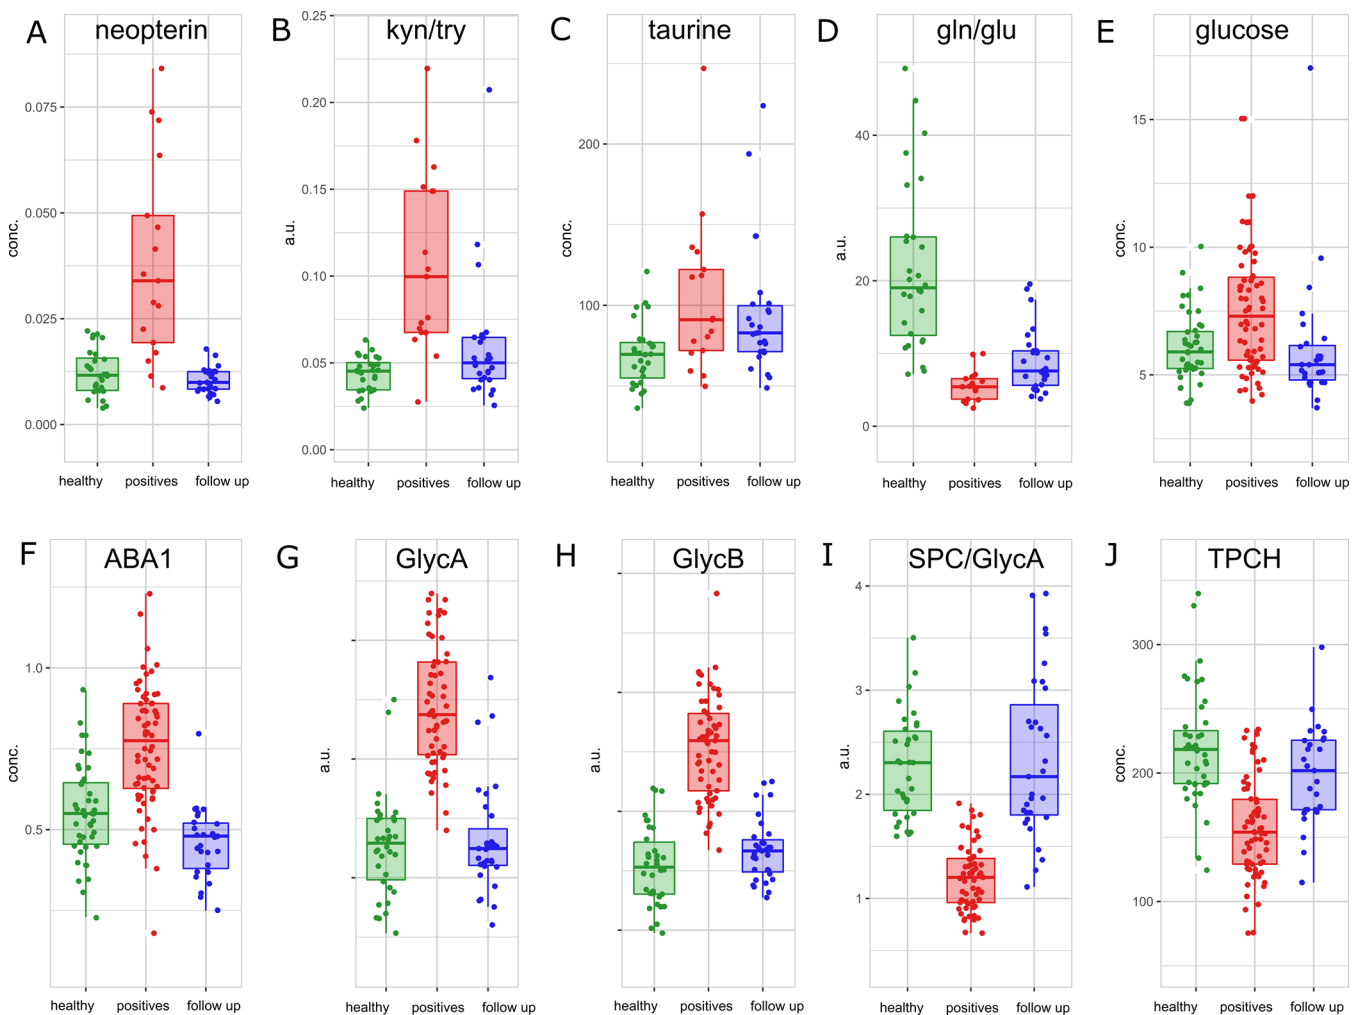 A neopterin
conc.
0.075
0.050
0.025
0.000
healthy positives follow up
B kyn/try
a.u.
0.25
0.20
0.15
0.10
0.05
0.00
healthy positives follow up
C taurine
conc.
200
100
healthy positives follow up
D gln/glu
a.u.
40
20
0
healthy positives follow up
E glucose
conc.
15
10
5
healthy positives follow up
F ABA1
conc.
1.0
0.5
healthy positives follow up
G GlycA
a.u.
healthy positives follow up
H GlycB
a.u.
healthy positives follow up
I SPC/GlycA
a.u.
4
3
2
1
healthy positives follow up
J TPCH
conc.
300
200
100
healthy positives follow up